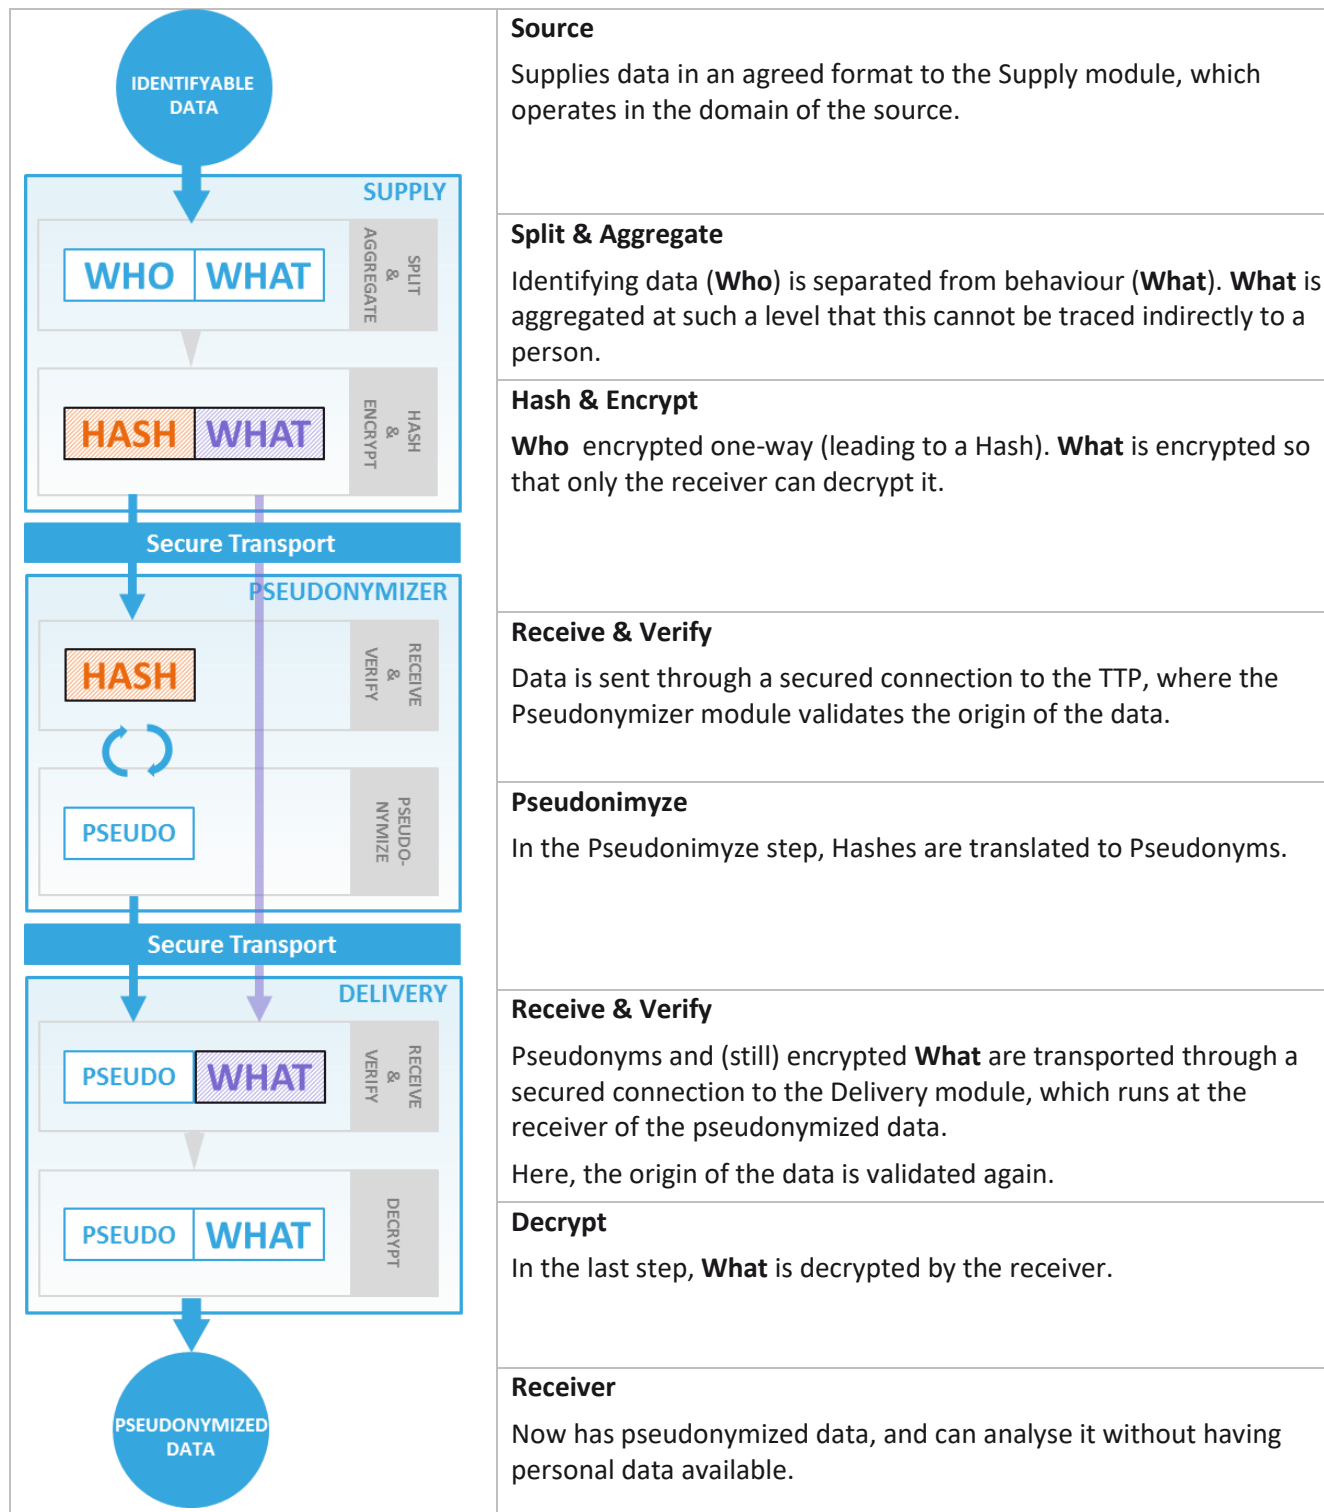 IDENTIFYABLE
DATA
Source
Supplies data in an agreed format to the Supply module, which
operates in the domain of the source.
SUPPLY
WHO WHAT
SPLIT
&
AGGREGATE
Split & Aggregate
Identifying data (Who) is separated from behaviour (What). What is
aggregated at such a level that this cannot be traced indirectly to a
person.
HASH WHAT
HASH
&
ENCRYPT
Hash & Encrypt
Who encrypted one-way (leading to a Hash). What is encrypted so
that only the receiver can decrypt it.
Secure Transport
PSEUDONYMIZER
HASH
RECEIVE
&
VERIFY
Receive & Verify
Data is sent through a secured connection to the TTP, where the
Pseudonymizer module validates the origin of the data.
PSEUDO
PSEUDO-
NYMIZE
Pseudonimyze
In the Pseudonimyze step, Hashes are translated to Pseudonyms.
Secure Transport
DELIVERY
PSEUDO WHAT
RECEIVE
&
VERIFY
Receive & Verify
Pseudonyms and (still) encrypted What are transported through a
secured connection to the Delivery module, which runs at the
receiver of the pseudonymized data.
Here, the origin of the data is validated again.
PSEUDO WHAT
DECRYPT
Decrypt
In the last step, What is decrypted by the receiver.
PSEUDONYMIZED
DATA
Receiver
Now has pseudonymized data, and can analyse it without having
personal data available.